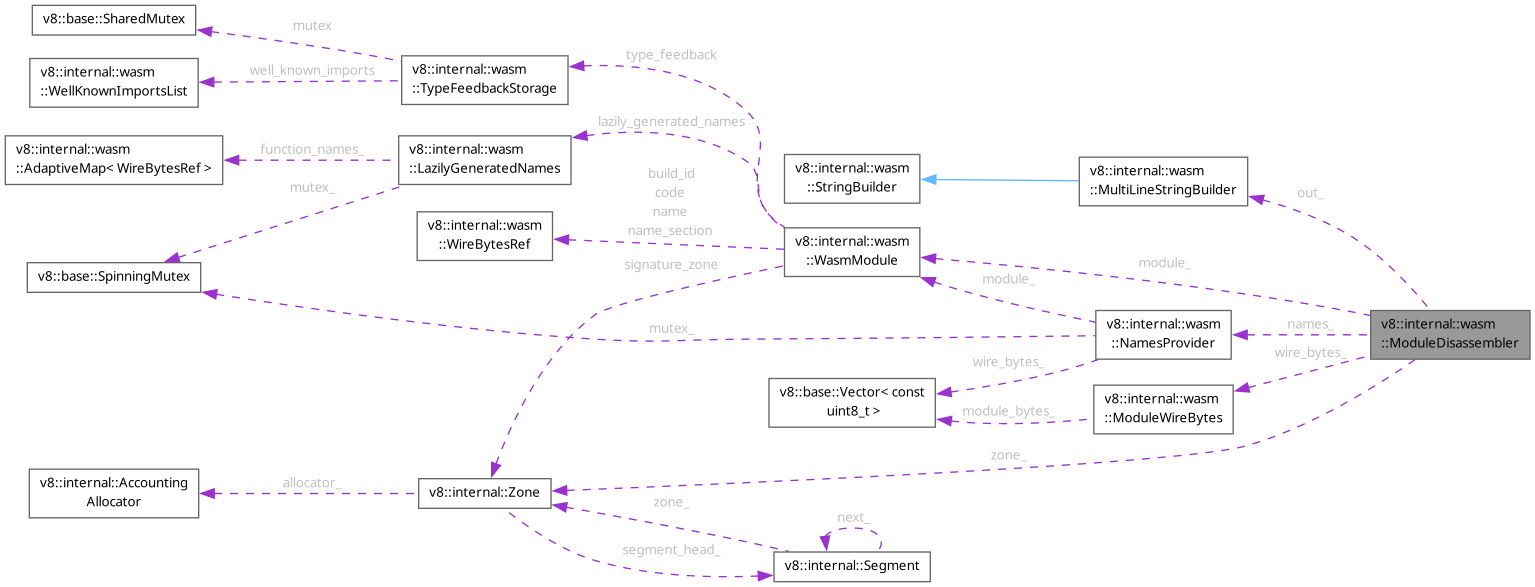 v8::base::SharedMutex
mutex
v8::internal::wasm
::WellKnownImportsList
well_known_imports
v8::internal::wasm
::TypeFeedbackStorage
type_feedback
v8::internal::wasm
::AdaptiveMap< WireBytesRef >
function_names_
v8::internal::wasm
::LazilyGeneratedNames
lazily_generated_names
mutex_
v8::internal::wasm
::StringBuilder
v8::internal::wasm
::MultiLineStringBuilder
out_
build_id
code
name
name_section
v8::internal::wasm
::WireBytesRef
v8::internal::wasm
::WasmModule
signature_zone
module_
module_
v8::base::SpinningMutex
mutex_
v8::internal::wasm
::NamesProvider
names_
v8::internal::wasm
::ModuleDisassembler
wire_bytes_
wire_bytes_
v8::base::Vector< const
uint8_t >
module_bytes_
v8::internal::wasm
::ModuleWireBytes
zone_
v8::internal::Accounting
Allocator
allocator_
v8::internal::Zone
zone_
next_
segment_head_
v8::internal::Segment